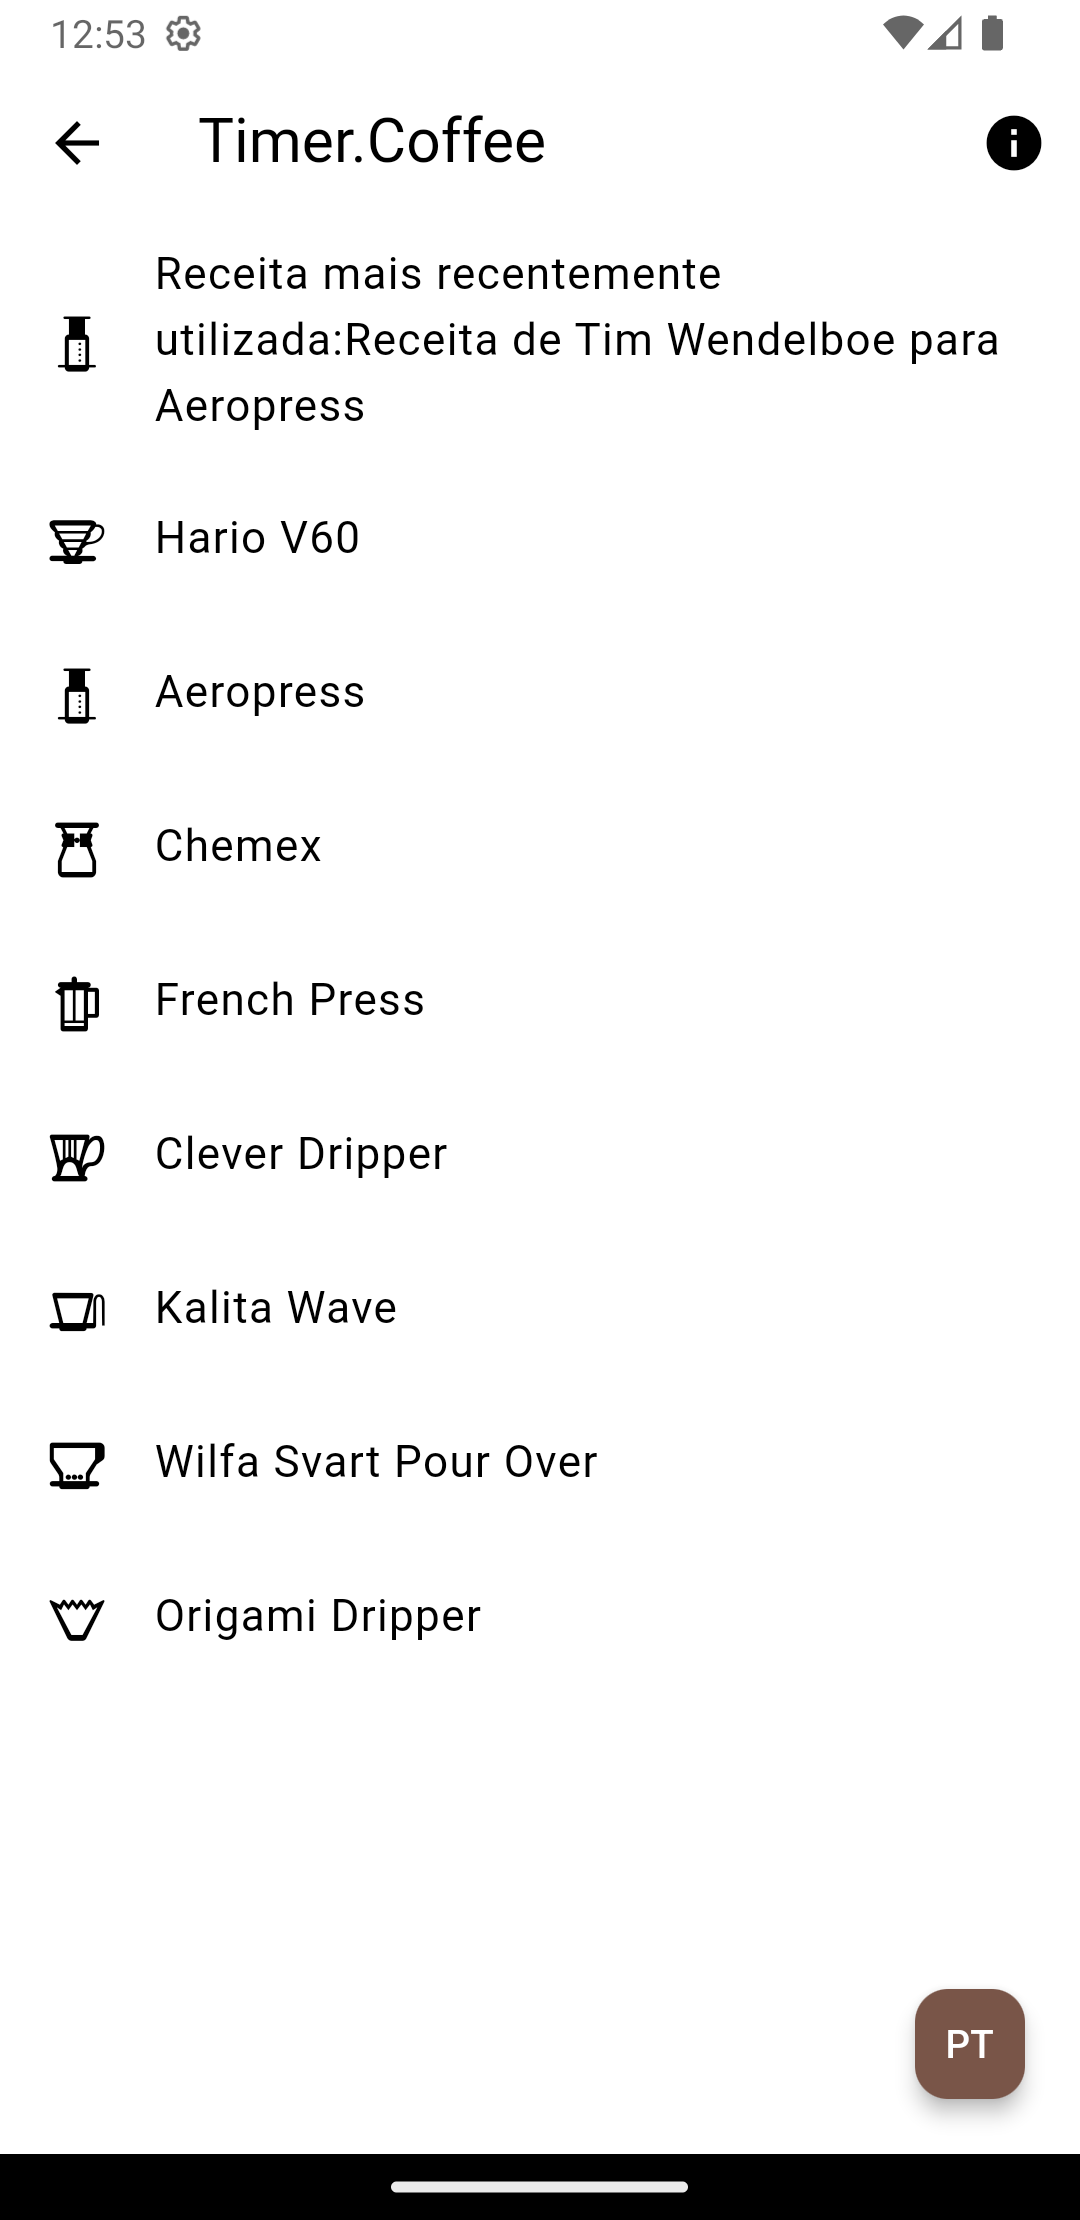 12:53
Timer.Coffee
Receita mais recentemente
utilizada:Receita de Tim Wendelboe para
Aeropress
Hario V60
Aeropress
Chemex
French Press
Clever Dripper
Kalita Wave
Wilfa Svart Pour Over
Origami Dripper
PT